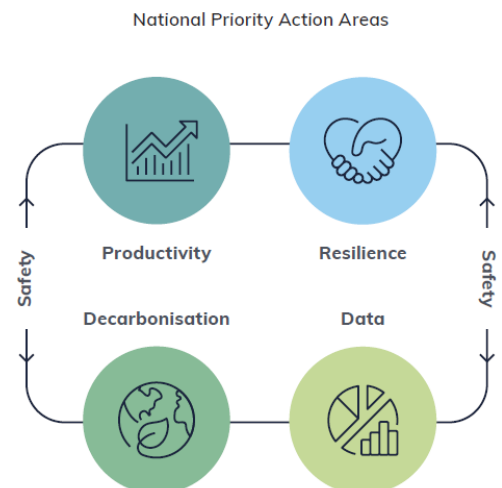 National Priority Action Areas
Productivity
Resilience
Safety
Safety
Decarbonisation
Data